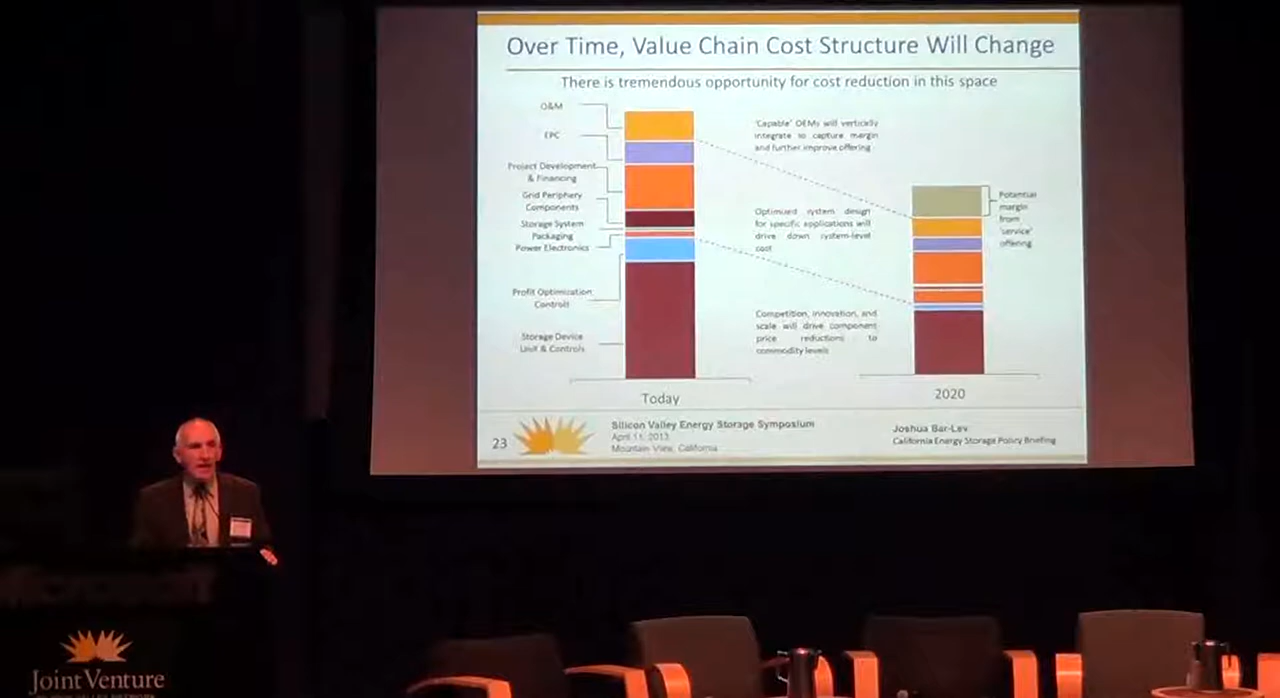 Over Time, Value Chain Cost Structure Will Change
There is tremendous opportunity for cost reduction in this space
O&M
EPC
Project Development
& Financing
Grid Periphery
Components
Storage System
Packaging
Power Electronics
Profit Optimization
Controls
Storage Device
Unit & Controls
'Capable' OEMs will vertically
integrate to capture margin
and further improve offering
Optimized system design
for specific applications will
drive down system-level
cost
Competition, innovation, and
scale will drive component
price reductions to
commodity levels
Potential
margin
from
'service'
offering
Today
2020
23
Silicon Valley Energy Storage Symposium
April 11, 2013
Mountain View, California
Joshua Bar-Lev
California Energy Storage Policy Briefing
Microsoft
Joint Venture